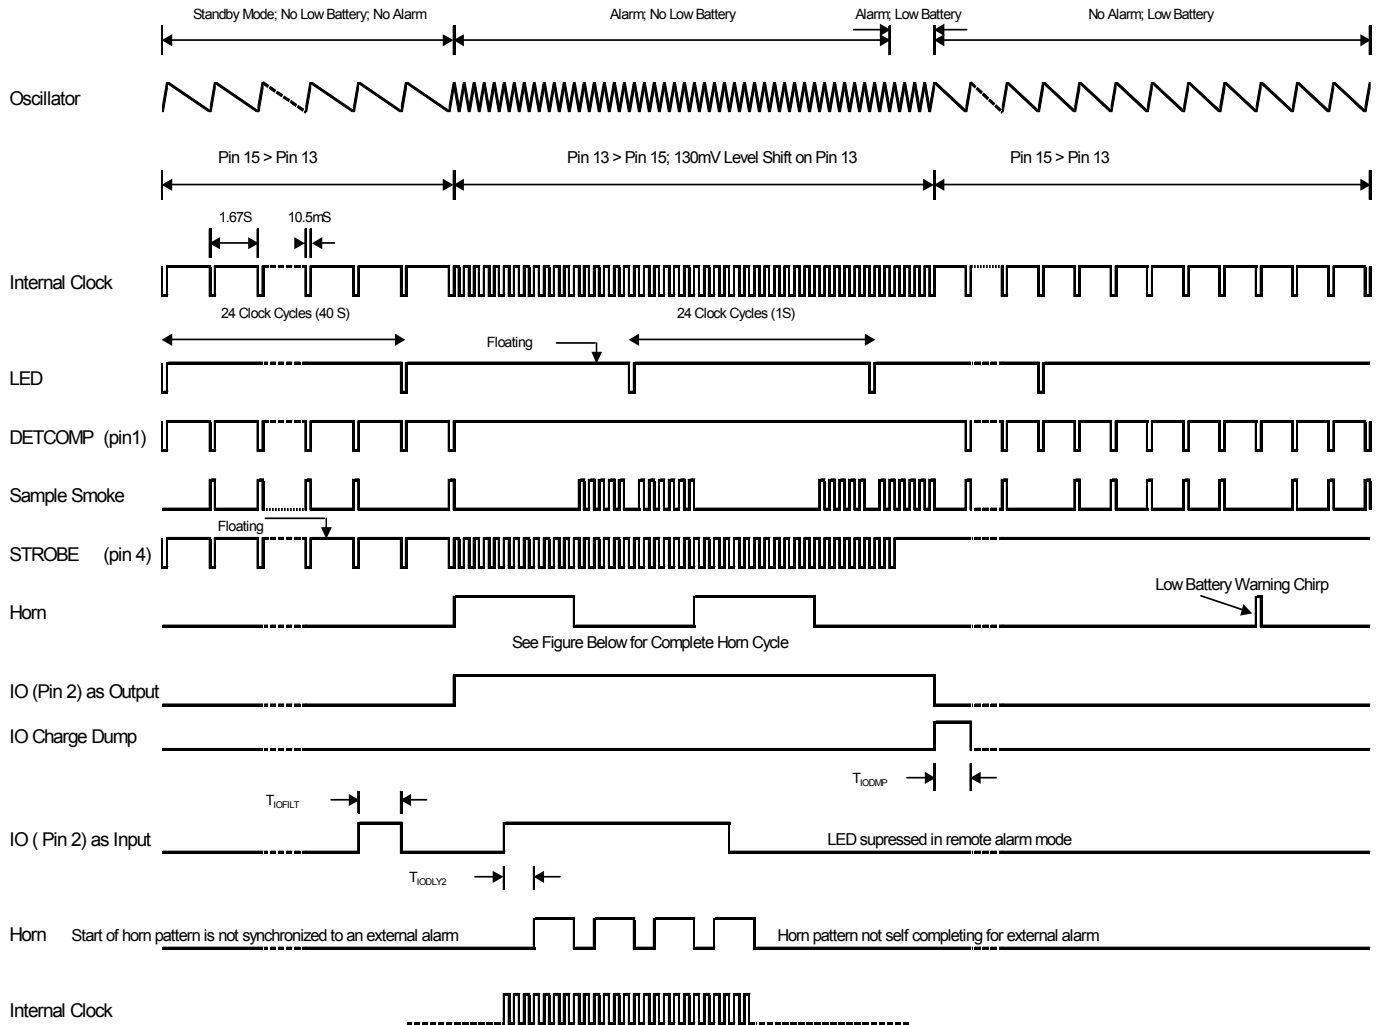 Standby Mode; No Low Battery; No Alarm
Alarm; No Low Battery
Alarm; Low Battery
No Alarm; Low Battery
Oscillator
Pin 15 > Pin 13
Pin 13 > Pin 15; 130mV Level Shift on Pin 13
Pin 15 > Pin 13
1.67S
10.5mS
Internal Clock
24 Clock Cycles (40 S)
24 Clock Cycles (1S)
Floating
LED
DETCOMP (pin1)
Sample Smoke
Floating
STROBE (pin 4)
Low Battery Warning Chirp
Horn
See Figure Below for Complete Horn Cycle
IO (Pin 2) as Output
IO Charge Dump
TIODMP
TIOFILT
IO ( Pin 2) as Input
LED supressed in remote alarm mode
TIODLY2
Horn
Start of horn pattern is not synchronized to an external alarm
Horn pattern not self completing for external alarm
Internal Clock